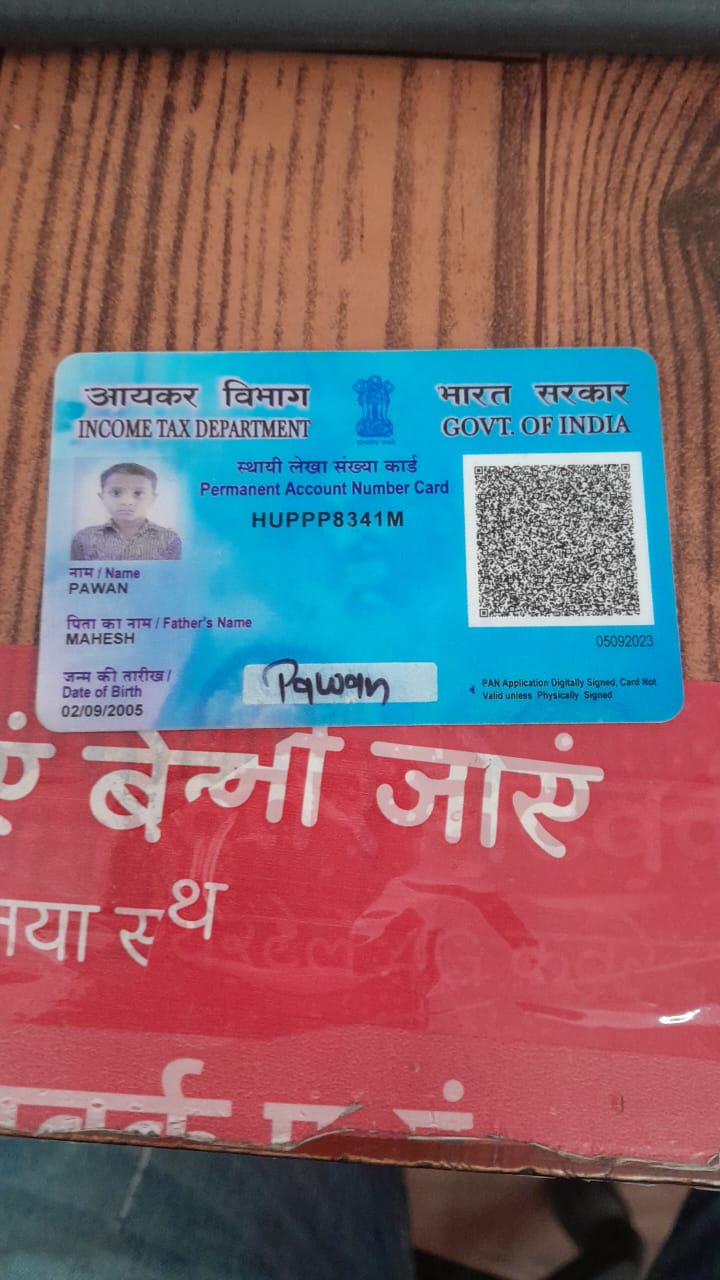 आयकर विभाग
INCOME TAX DEPARTMENT
भारत सरकार
GOVT. OF INDIA
स्थायी लेखा संख्या कार्ड
Permanent Account Number Card
HUPPP8341M
नाम / Name
PAWAN
पिता का नाम / Father's Name
MAHESH
जन्म की तारीख /
Date of Birth
02/09/2005
Pawan
05092023
PAN Application Digitally Signed, Card Not
Valid unless Physically Signed
जाएं